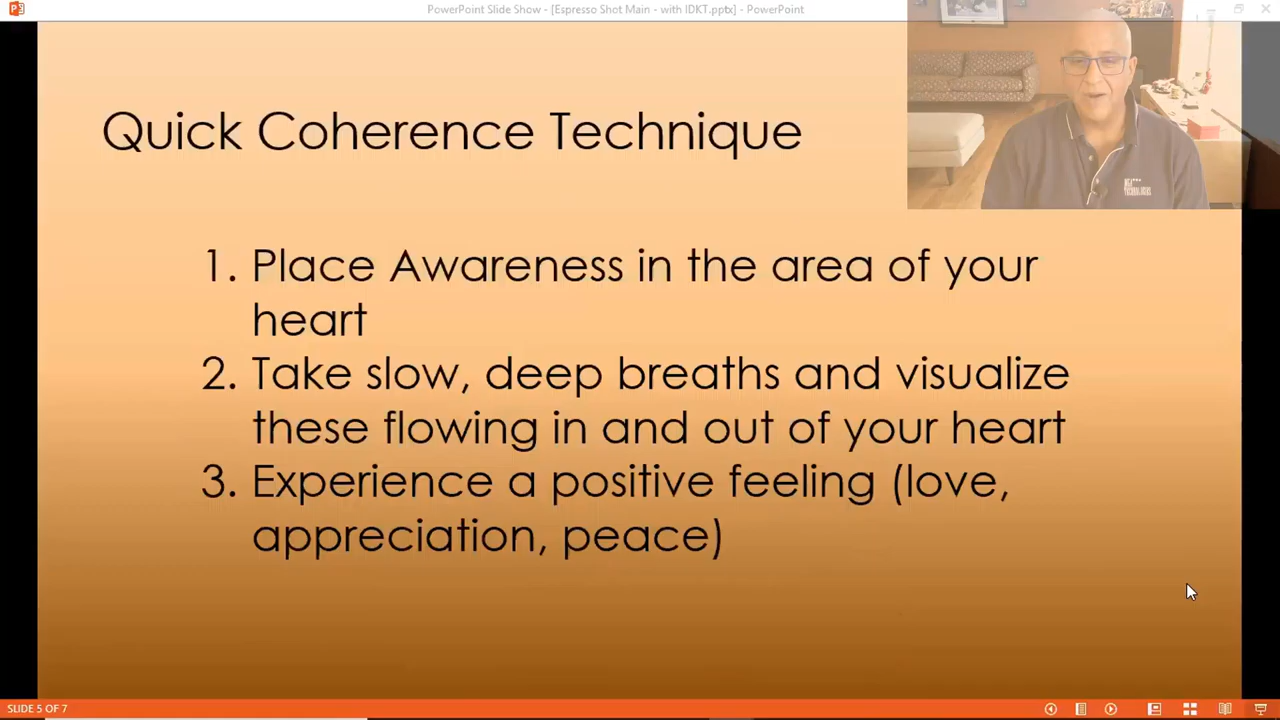 PowerPoint Slide Show - [Espresso Shot Main - with IDKT.pptx] - PowerPoint
Quick Coherence Technique
1. Place Awareness in the area of your
heart
2. Take slow, deep breaths and visualize
these flowing in and out of your heart
3. Experience a positive feeling (love,
appreciation, peace)
SLIDE 5 OF 7